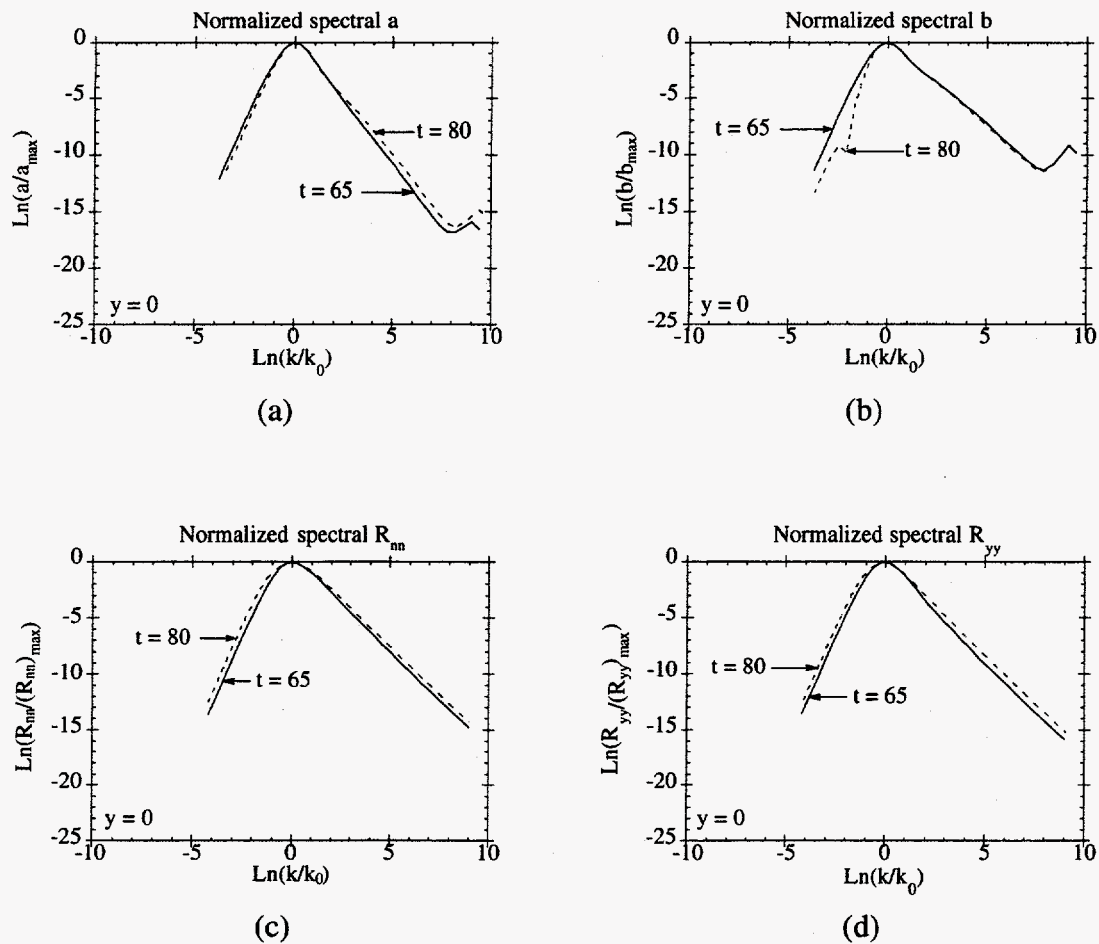 Normalized spectral a
0
-5
-10
-15
-20
-25
Ln(a/a_max)
t = 80
t = 65
y = 0
-10
-5
0
5
10
Ln(k/k_0)
(a)
Normalized spectral b
0
-5
-10
-15
-20
-25
Ln(b/b_max)
t = 65
t = 80
y = 0
-10
-5
0
5
10
Ln(k/k_0)
(b)
Normalized spectral R_nn
0
-5
-10
-15
-20
-25
Ln(R_nn/(R_nn)_max)
t = 80
t = 65
y = 0
-10
-5
0
5
10
Ln(k/k_0)
(c)
Normalized spectral R_yy
0
-5
-10
-15
-20
-25
Ln(R_yy/(R_yy)_max)
t = 80
t = 65
y = 0
-10
-5
0
5
10
Ln(k/k_0)
(d)